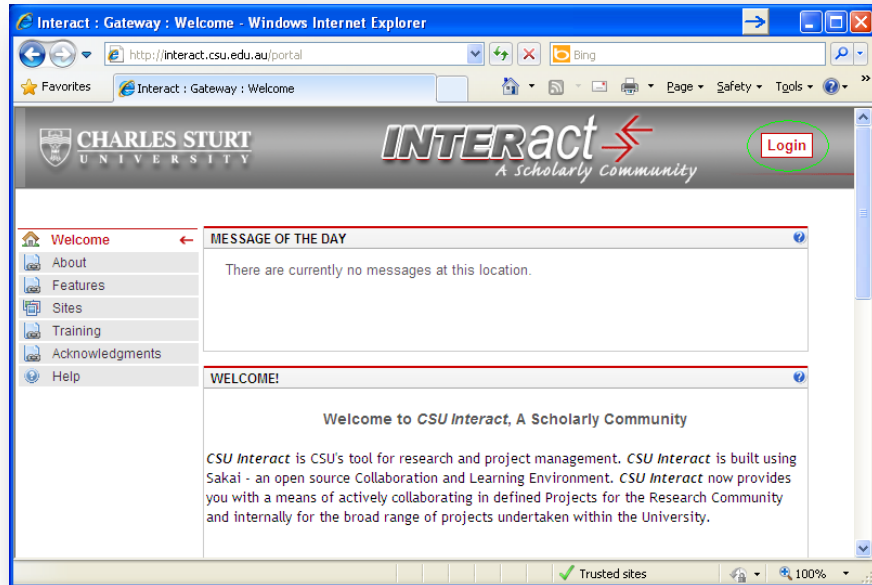 Interact : Gateway : Welcome - Windows Internet Explorer
http://interact.csu.edu.au/portal
Bing
Favorites
Interact : Gateway : Welcome
Page
Safety
Tools
»
CHARLES STURT
UNIVERSITY
INTERact
A Scholarly Community
Login
Welcome
About
Features
Sites
Training
Acknowledgments
Help
MESSAGE OF THE DAY
There are currently no messages at this location.
WELCOME!
Welcome to CSU Interact, A Scholarly Community
CSU Interact is CSU's tool for research and project management. CSU Interact is built using
Sakai - an open source Collaboration and Learning Environment. CSU Interact now provides
you with a means of actively collaborating in defined Projects for the Research Community
and internally for the broad range of projects undertaken within the University.
Trusted sites
100%